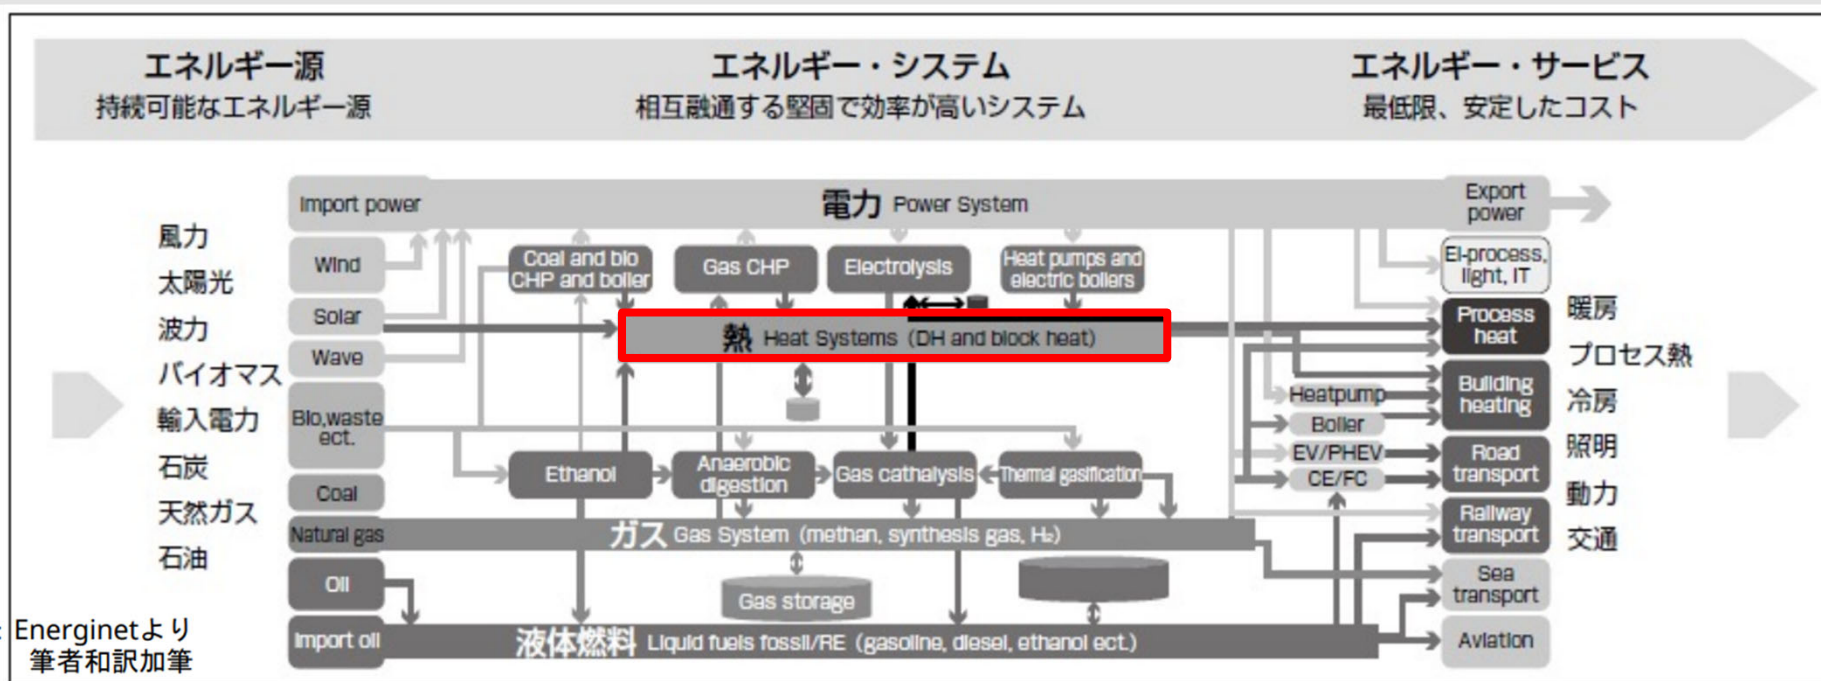 エネルギー源
持続可能なエネルギー源
エネルギー・システム
相互融通する堅固で効率が高いシステム
エネルギー・サービス
最低限、安定したコスト
風力
太陽光
波力
バイオマス
輸入電力
石炭
天然ガス
石油
Import power
Wind
Solar
Wave
Bio,waste
ect.
Coal
Natural gas
Oil
Import oil
電力 Power System
Coal and bio
CHP and boiler
Gas CHP
Electrolysis
Heat pumps and
electric boilers
熱 Heat Systems (DH and block heat)
Ethanol
Anaerobic
digestion
Gas cathalysis
Thermal gasification
ガス Gas System (methan, synthesis gas, H₂)
Gas storage
液体燃料 Liquid fuels fossil/RE (gasoline, diesel, ethanol ect.)
Heatpump
Boiler
EV/PHEV
CE/FC
Export
power
El-process,
light, IT
Process
heat
Building
heating
Road
transport
Railway
transport
Sea
transport
Aviation
暖房
プロセス熱
冷房
照明
動力
交通
: Energinetより
筆者和訳加筆